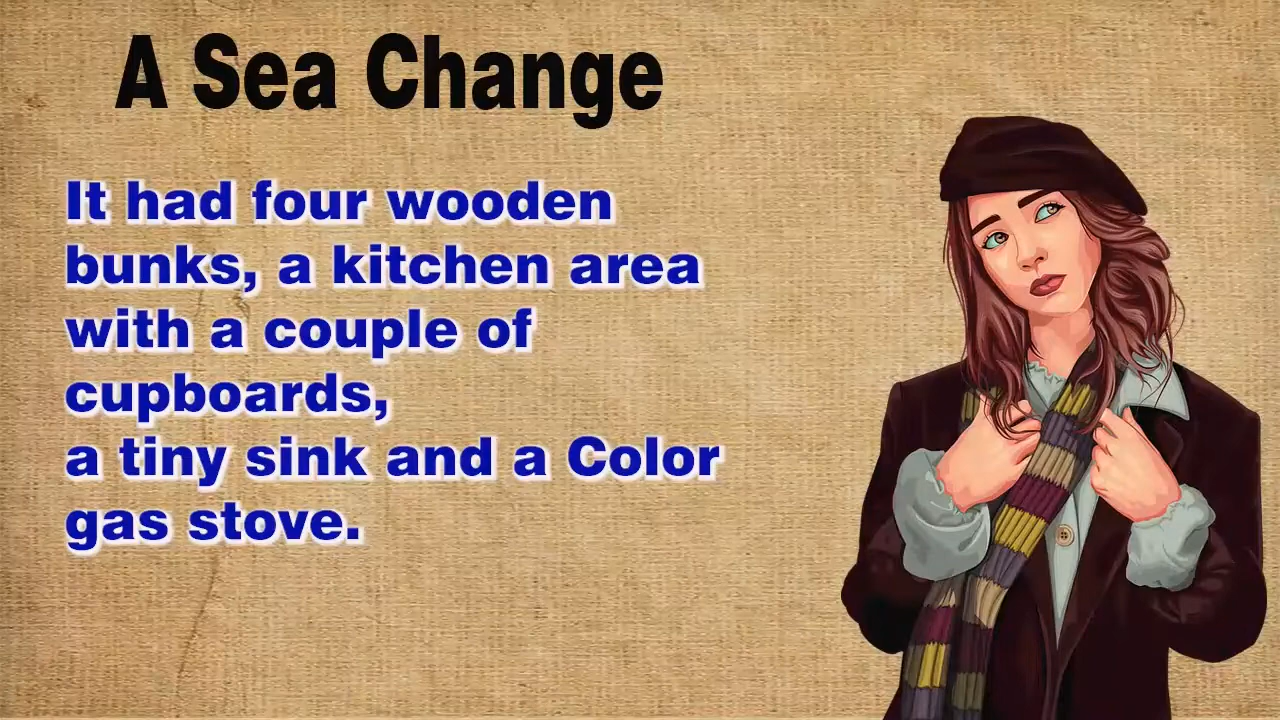 A Sea Change
It had four wooden
bunks, a kitchen area
with a couple of
cupboards,
a tiny sink and a Color
gas stove.